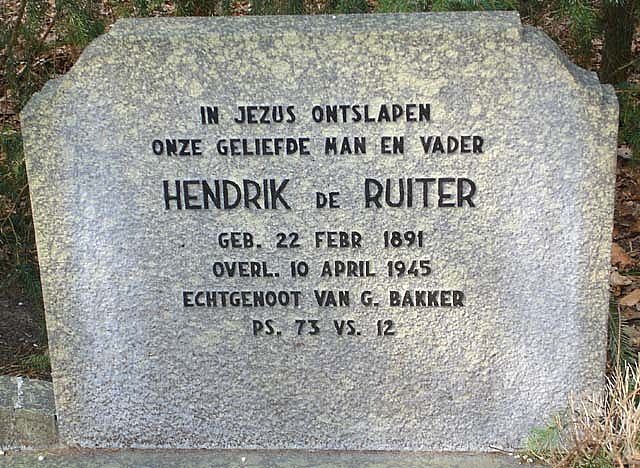 IN JEZUS ONTSLAPEN
ONZE GELIEFDE MAN EN VADER
HENDRIK DE RUITER
GEB. 22 FEBR 1891
OVERL. 10 APRIL 1945
ECHTGENOOT VAN G. BAKKER
PS. 73 VS. 12